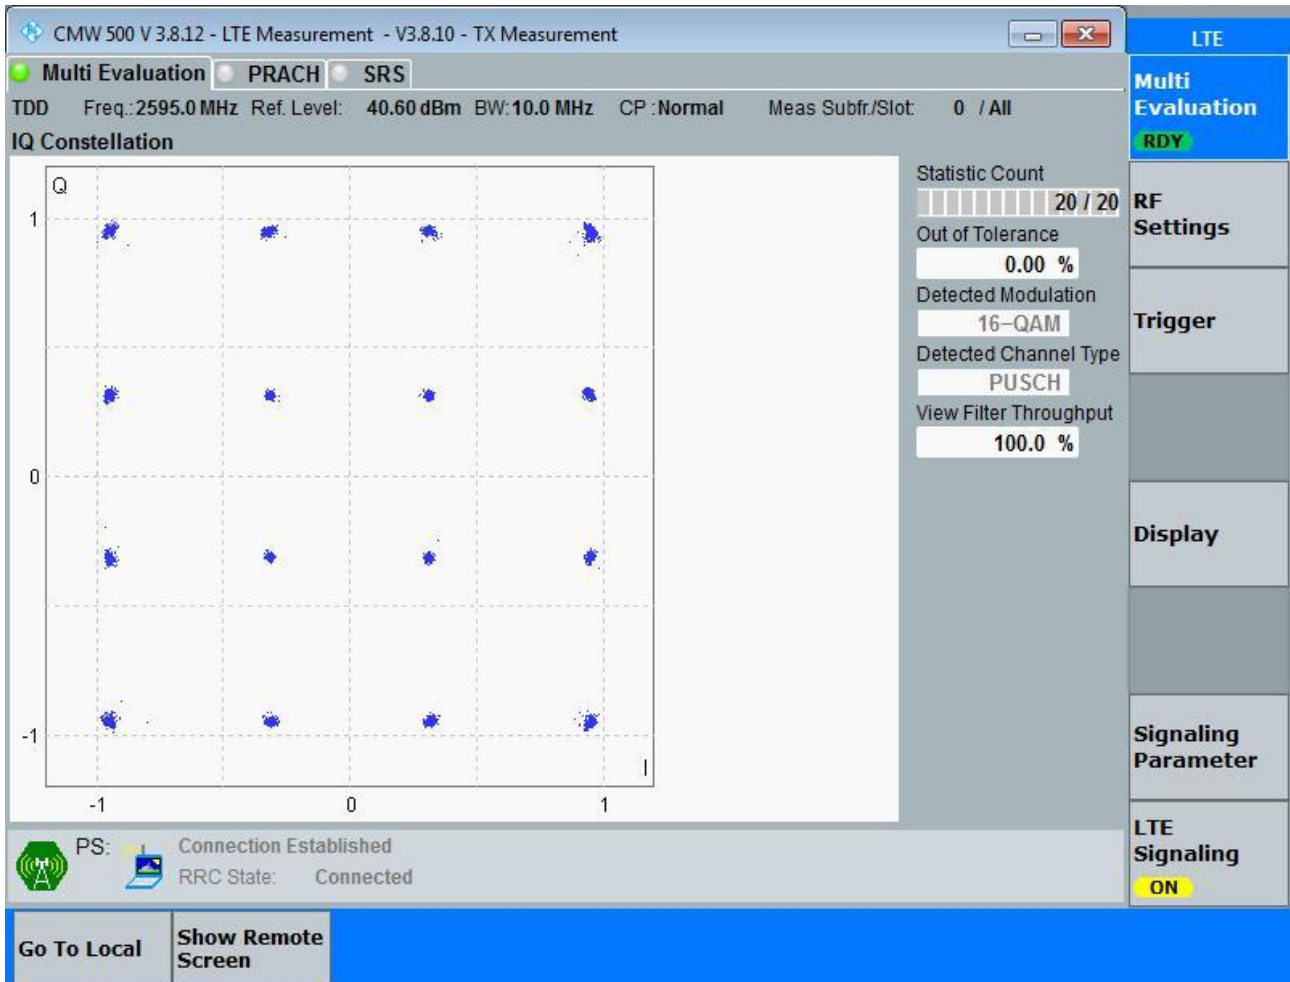 CMW 500 V 3.8.12 - LTE Measurement - V3.8.10 - TX Measurement
LTE
Multi Evaluation PRACH SRS
TDD Freq.: 2595.0 MHz Ref. Level: 40.60 dBm BW: 10.0 MHz CP : Normal Meas Subfr./Slot: 0 / All
IQ Constellation
Q
1
0
-1
I
-1 0 1
Statistic Count
20 / 20
Out of Tolerance
0.00 %
Detected Modulation
16-QAM
Detected Channel Type
PUSCH
View Filter Throughput
100.0 %
Multi
Evaluation
RDY
RF
Settings
Trigger
Display
Signaling
Parameter
LTE
Signaling
ON
PS: Connection Established
RRC State: Connected
Go To Local
Show Remote
Screen